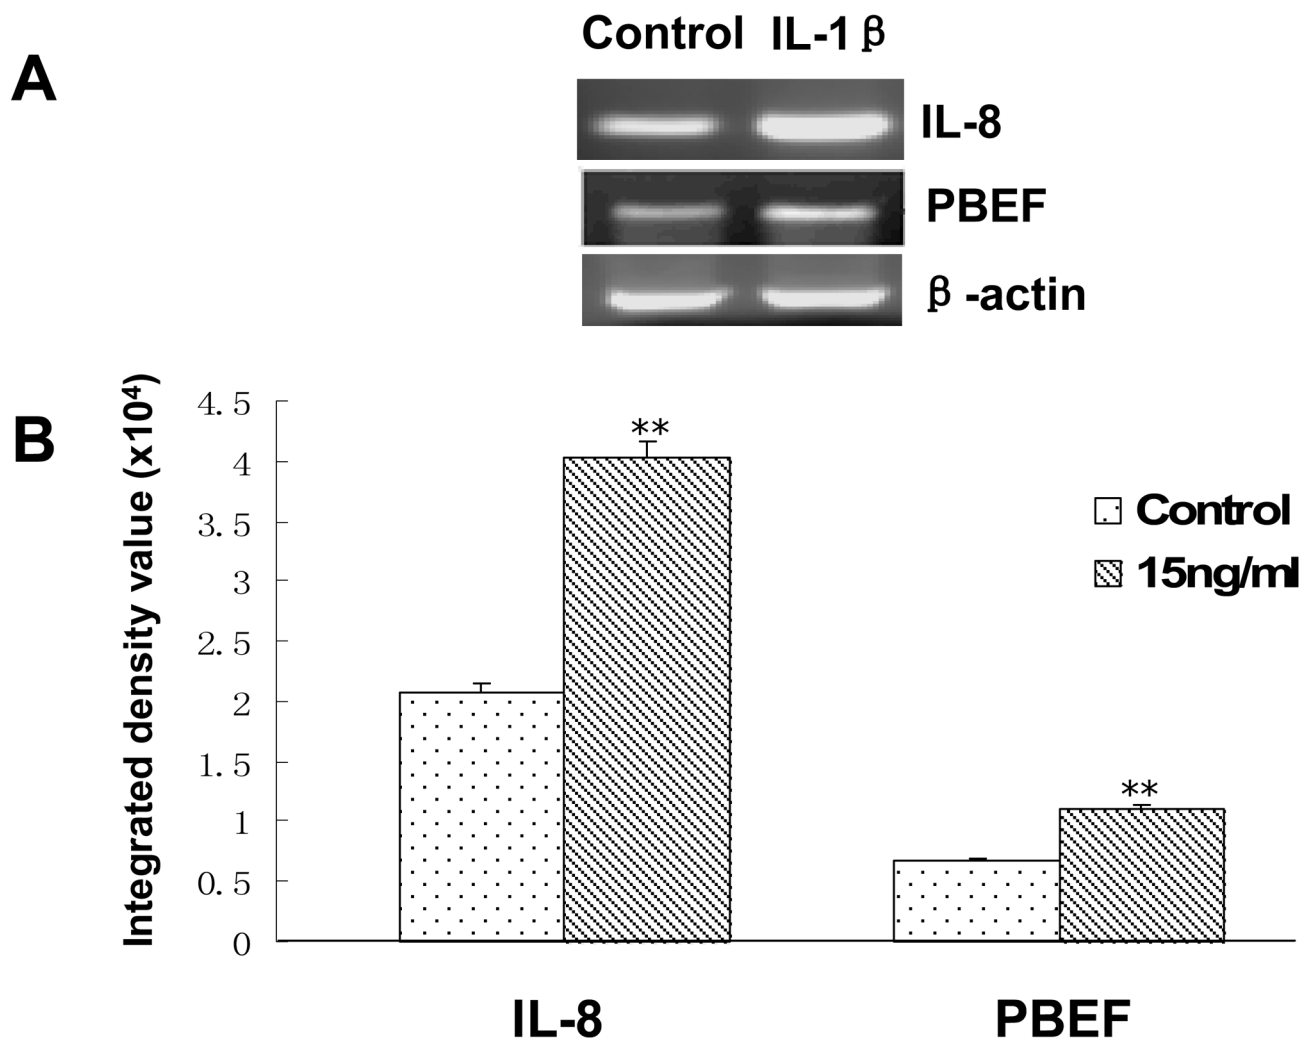 A
Control IL-1 β
IL-8
PBEF
β -actin
B
Integrated density value (x10⁴)
4.5
4
3.5
3
2.5
2
1.5
1
0.5
0
**
**
Control
15ng/ml
IL-8
PBEF